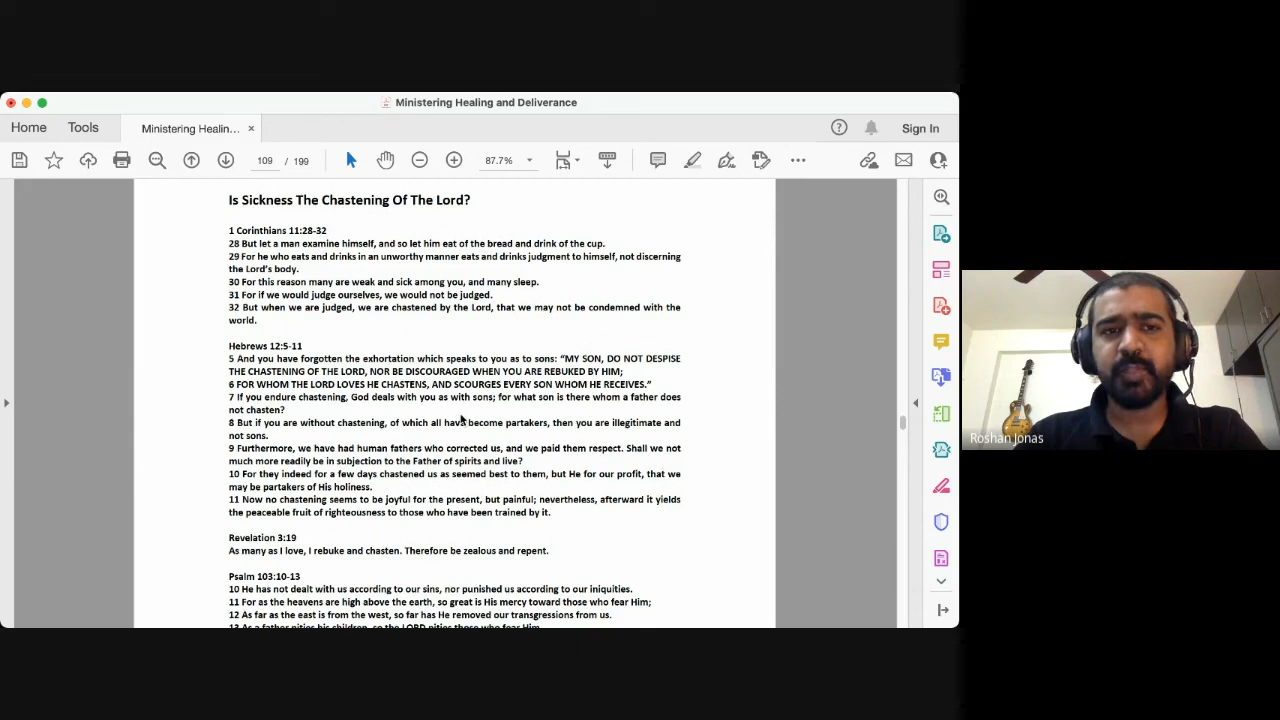 Ministering Healing and Deliverance
Home
Tools
Ministering Healin...
Sign In
109 / 199
87.7%
Is Sickness The Chastening Of The Lord?
1 Corinthians 11:28-32
28 But let a man examine himself, and so let him eat of the bread and drink of the cup.
29 For he who eats and drinks in an unworthy manner eats and drinks judgment to himself, not discerning
the Lord's body.
30 For this reason many are weak and sick among you, and many sleep.
31 For if we would judge ourselves, we would not be judged.
32 But when we are judged, we are chastened by the Lord, that we may not be condemned with the
world.
Hebrews 12:5-11
5 And you have forgotten the exhortation which speaks to you as to sons: "MY SON, DO NOT DESPISE
THE CHASTENING OF THE LORD, NOR BE DISCOURAGED WHEN YOU ARE REBUKED BY HIM;
6 FOR WHOM THE LORD LOVES HE CHASTENS, AND SCOURGES EVERY SON WHOM HE RECEIVES."
7 If you endure chastening, God deals with you as with sons; for what son is there whom a father does
not chasten?
8 But if you are without chastening, of which all have become partakers, then you are illegitimate and
not sons.
9 Furthermore, we have had human fathers who corrected us, and we paid them respect. Shall we not
much more readily be in subjection to the Father of spirits and live?
10 For they indeed for a few days chastened us as seemed best to them, but He for our profit, that we
may be partakers of His holiness.
11 Now no chastening seems to be joyful for the present, but painful; nevertheless, afterward it yields
the peaceable fruit of righteousness to those who have been trained by it.
Revelation 3:19
As many as I love, I rebuke and chasten. Therefore be zealous and repent.
Psalm 103:10-13
10 He has not dealt with us according to our sins, nor punished us according to our iniquities.
11 For as the heavens are high above the earth, so great is His mercy toward those who fear Him;
12 As far as the east is from the west, so far has He removed our transgressions from us.
13 As a father pities his children, so the LORD pities those who fear Him.
Roshan Jonas